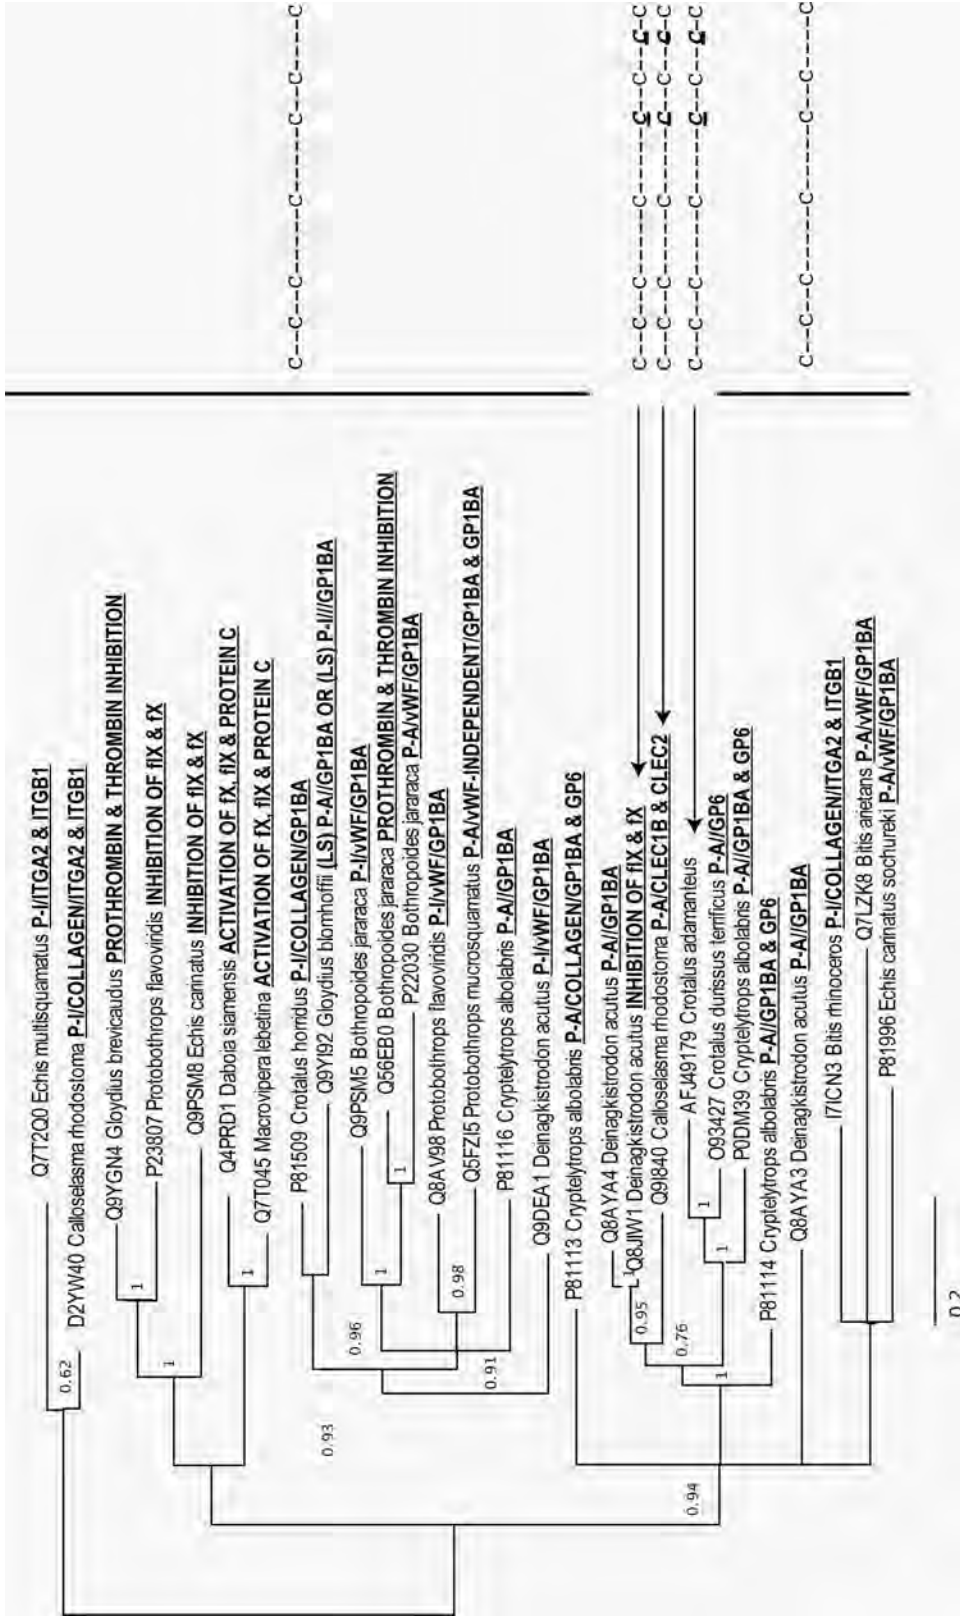 Q7T2Q0 Echis multisquamatus P-I/ITGA2 & ITGB1
D2YW40 Calloselasma rhodostoma P-I/COLLAGEN/ITGA2 & ITGB1
0.62
Q9YGN4 Gloydius brevicaudus PROTHROMBIN & THROMBIN INHIBITION
1
P23807 Protobothrops flavoviridis INHIBITION OF fIX & fX
1
Q9PSM8 Echis carinatus INHIBITION OF fIX & fX
Q4PRD1 Daboia siamensis ACTIVATION OF fX, fIX & PROTEIN C
1
Q7T045 Macrovipera lebetina ACTIVATION OF fX, fIX & PROTEIN C
P81509 Crotalus horridus P-I/COLLAGEN/GP1BA
C---C---C-------C-------C---C-----C
Q9YI92 Gloydius blomhoffii (LS) P-A//GP1BA OR (LS) P-I///GP1BA
0.93
0.96
Q9PSM5 Bothropoides jararaca P-I/vWF/GP1BA
1
Q56EB0 Bothropoides jararaca PROTHROMBIN & THROMBIN INHIBITION
1
P22030 Bothropoides jararaca P-A/vWF/GP1BA
Q8AV98 Protobothrops flavoviridis P-I/vWF/GP1BA
0.98
Q5FZI5 Protobothrops mucrosquamatus P-A/vWF-INDEPENDENT/GP1BA & GP1BA
0.91
P81116 Cryptelytrops albolabris P-A//GP1BA
Q9DEA1 Deinagkistrodon acutus P-I/vWF/GP1BA
P81113 Cryptelytrops albolabris P-A/COLLAGEN/GP1BA & GP6
Q8AYA4 Deinagkistrodon acutus P-A//GP1BA
1
Q8JIW1 Deinagkistrodon acutus INHIBITION OF fIX & fX
C---C---C-------C-------C---C---C-C
0.95
Q9I840 Calloselasma rhodostoma P-A/CLEC1B & CLEC2
C---C---C-------C-------C---C---C-C
0.76
AFJ49179 Crotalus adamanteus
C---C---C-------C-------C---C---C-C
1
O93427 Crotalus durissus terrificus P-A//GP6
1
P0DM39 Cryptelytrops albolabris P-A//GP1BA & GP6
1
0.94
P81114 Cryptelytrops abolabris P-A//GP1BA & GP6
Q8AYA3 Deinagkistrodon acutus P-A//GP1BA
C---C---C-------C-------C---C-----C
I7ICN3 Bitis rhinoceros P-I/COLLAGEN/ITGA2 & ITGB1
Q7LZK8 Bitis arietans P-A/vWF/GP1BA
P81996 Echis carinatus sochureki P-A/vWF/GP1BA
0.2